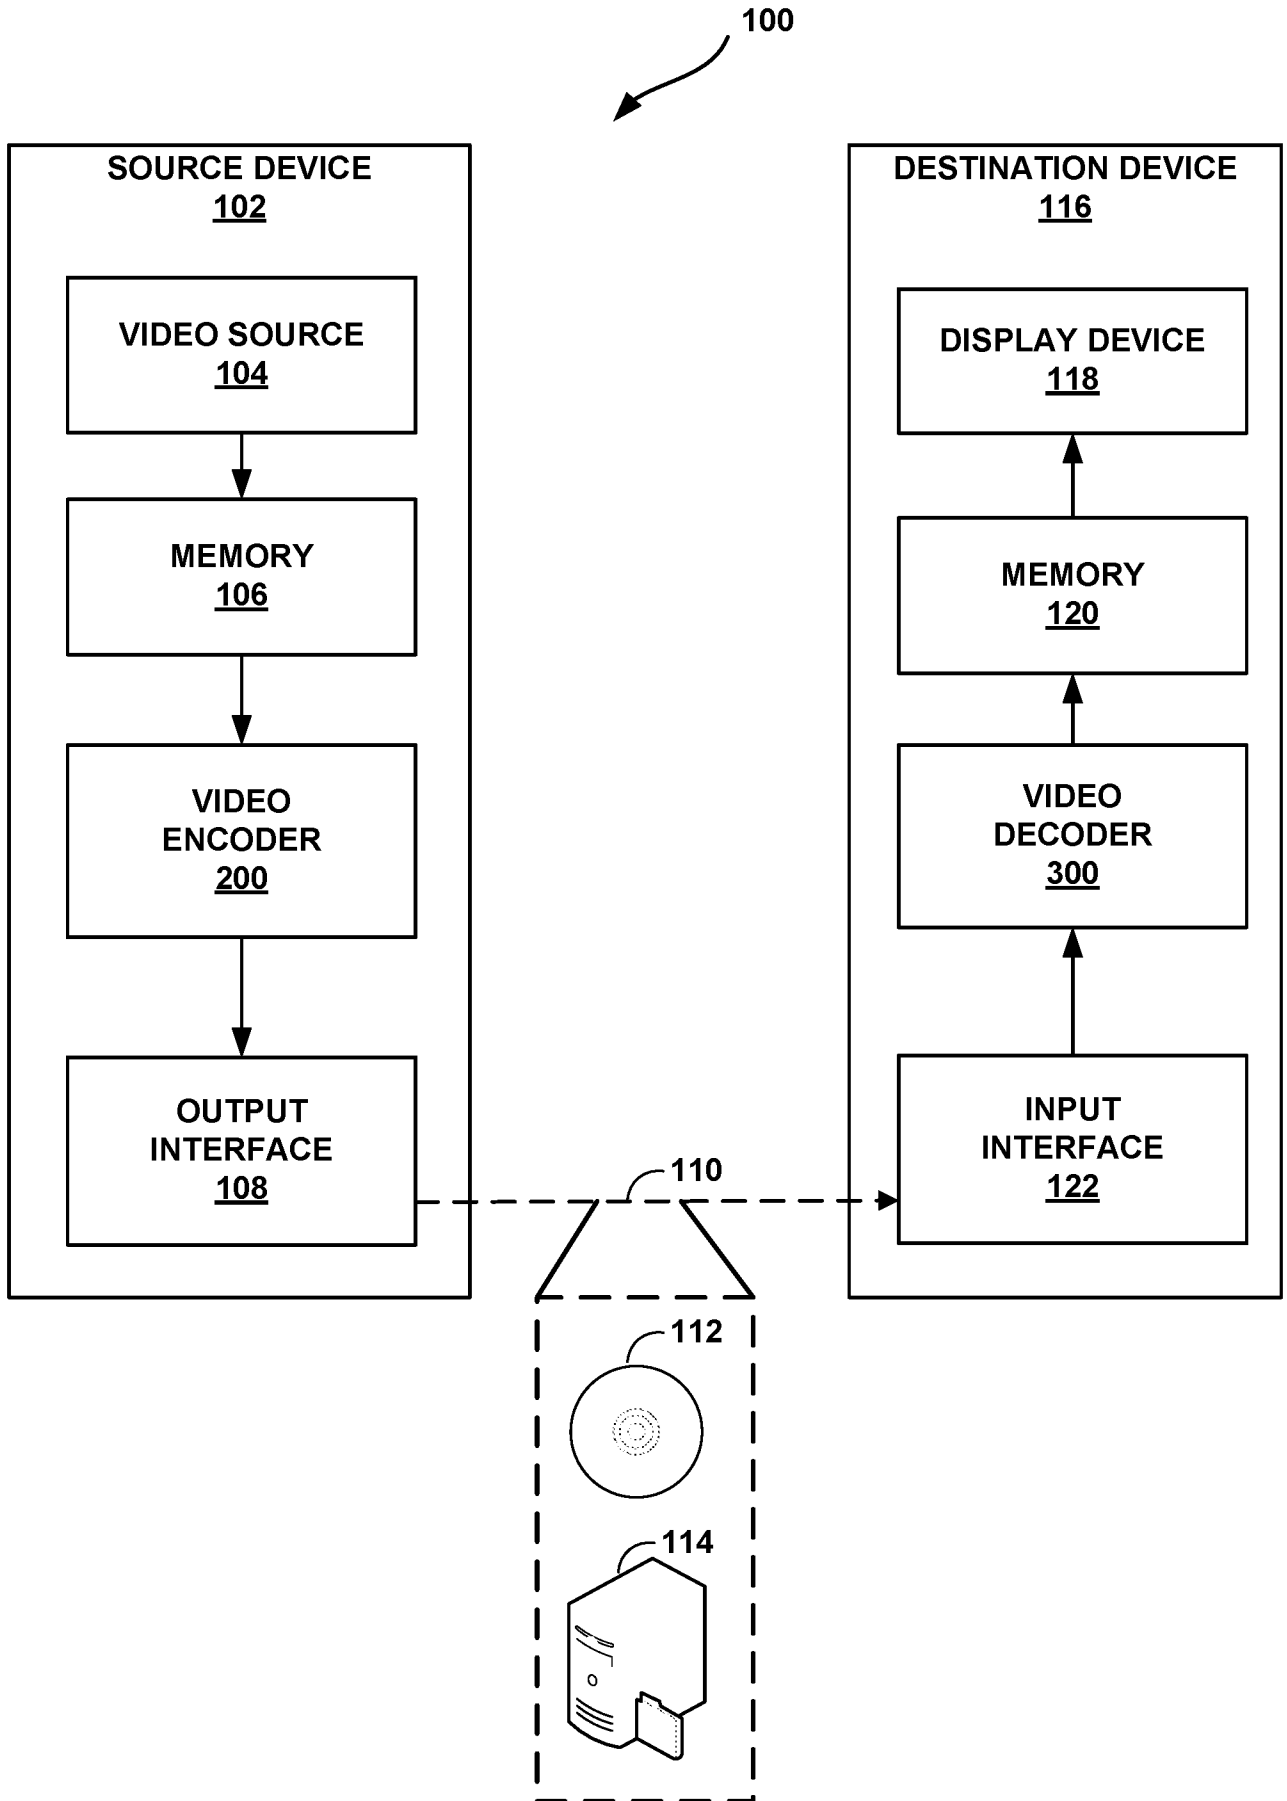 100
SOURCE DEVICE
102
VIDEO SOURCE
104
MEMORY
106
VIDEO
ENCODER
200
OUTPUT
INTERFACE
108
DESTINATION DEVICE
116
DISPLAY DEVICE
118
MEMORY
120
VIDEO
DECODER
300
INPUT
INTERFACE
122
110
112
114